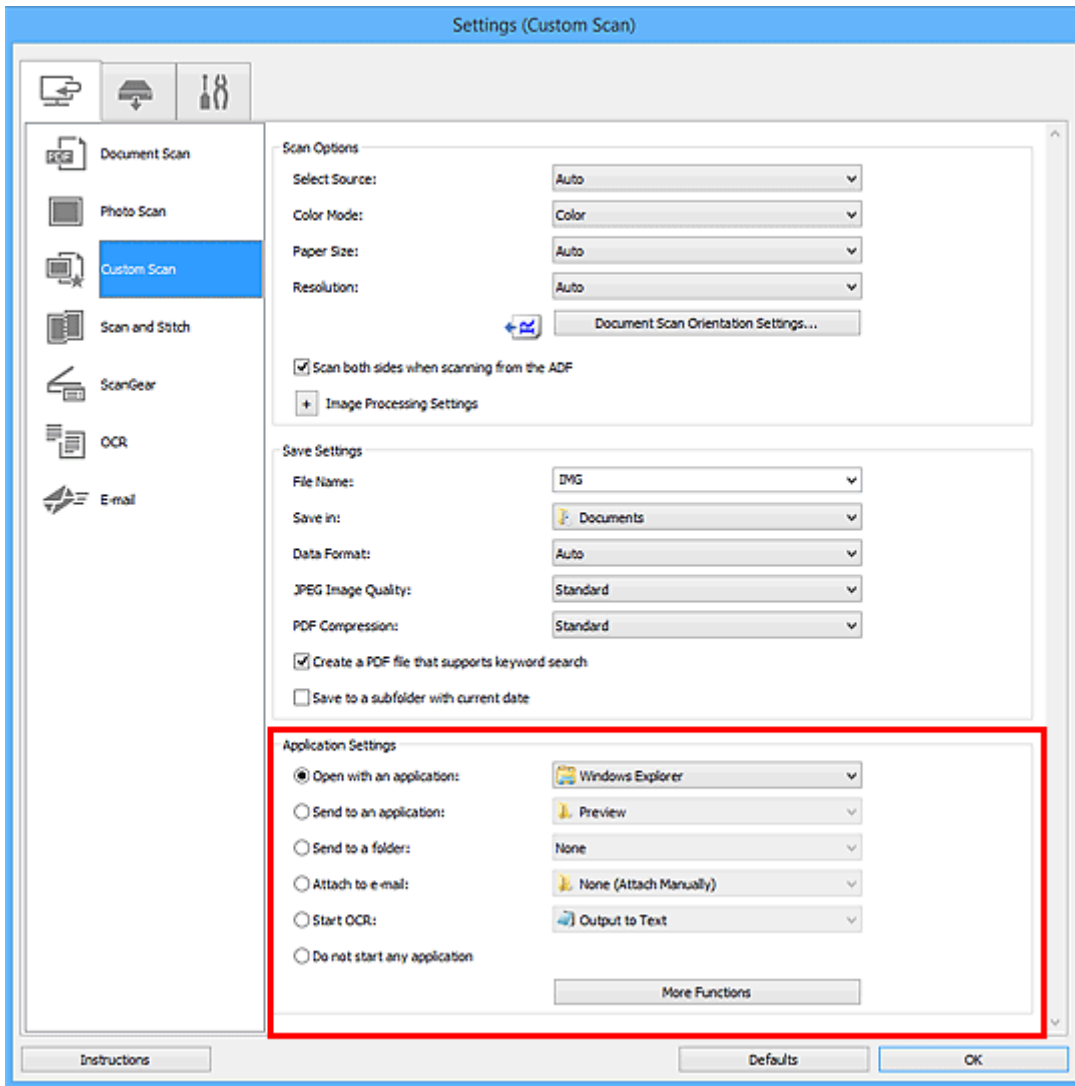 Settings (Custom Scan)
Document Scan
Photo Scan
Custom Scan
Scan and Stitch
ScanGear
OCR
E-mail
Scan Options
Select Source: Auto
Color Mode: Color
Paper Size: Auto
Resolution: Auto
Document Scan Orientation Settings...
Scan both sides when scanning from the ADF
+ Image Processing Settings
Save Settings
File Name: IMG
Save in: Documents
Data Format: Auto
JPEG Image Quality: Standard
PDF Compression: Standard
Create a PDF file that supports keyword search
Save to a subfolder with current date
Application Settings
Open with an application: Windows Explorer
Send to an application: Preview
Send to a folder: None
Attach to e-mail: None (Attach Manually)
Start OCR: Output to Text
Do not start any application
More Functions
Instructions Defaults OK